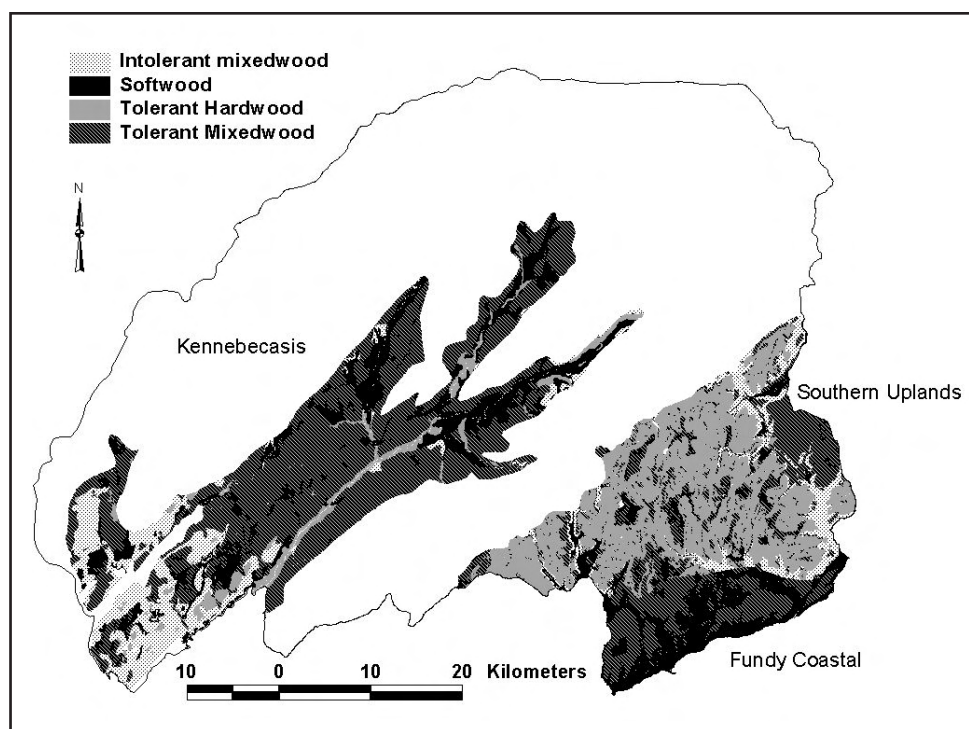 Intolerant mixedwood
Softwood
Tolerant Hardwood
Tolerant Mixedwood
N
Kennebecasis
Southern Uplands
Fundy Coastal
10 0 10 20 Kilometers